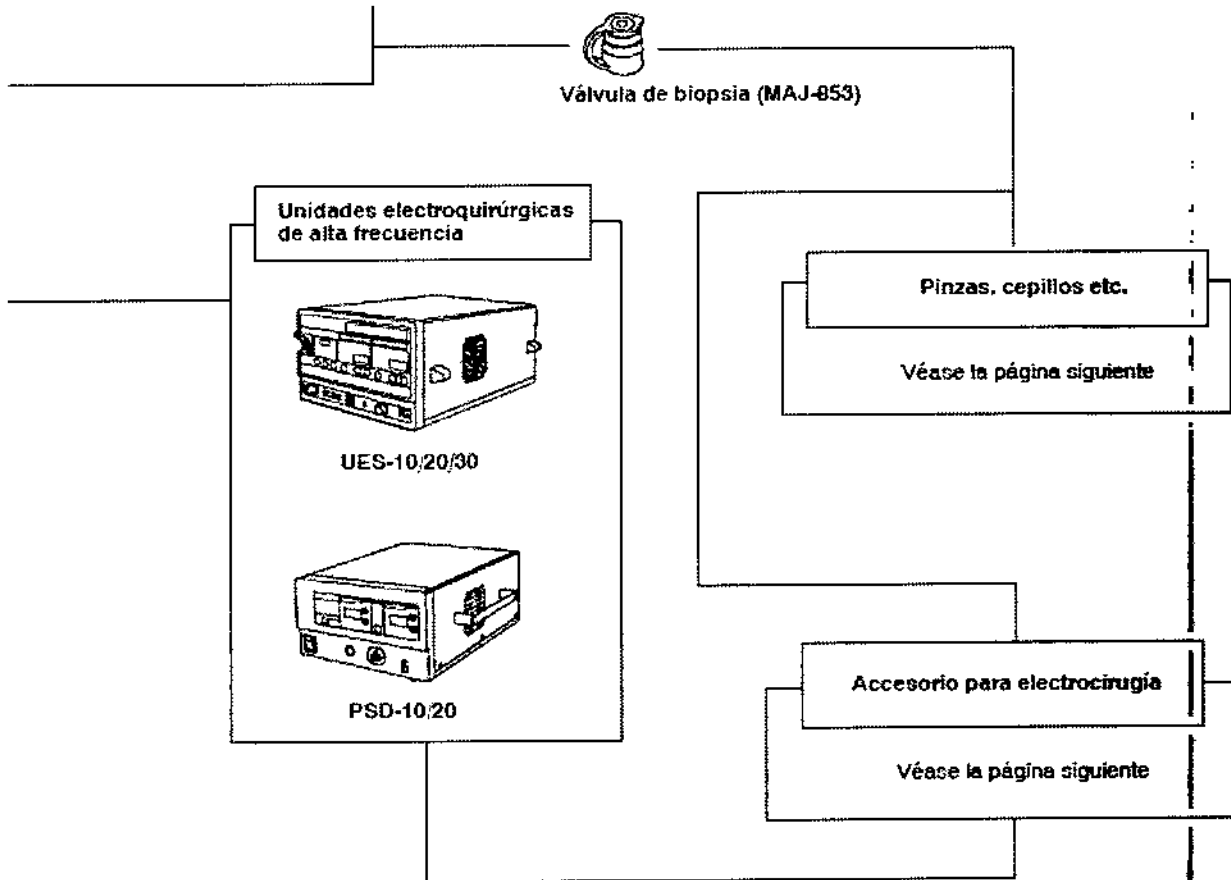 Válvula de biopsia (MAJ-853)
Unidades electroquirúrgicas
de alta frecuencia
UES-10/20/30
PSD-10/20
Pinzas, cepillos etc.
Véase la página siguiente
Accesorio para electrocirugía
Véase la página siguiente